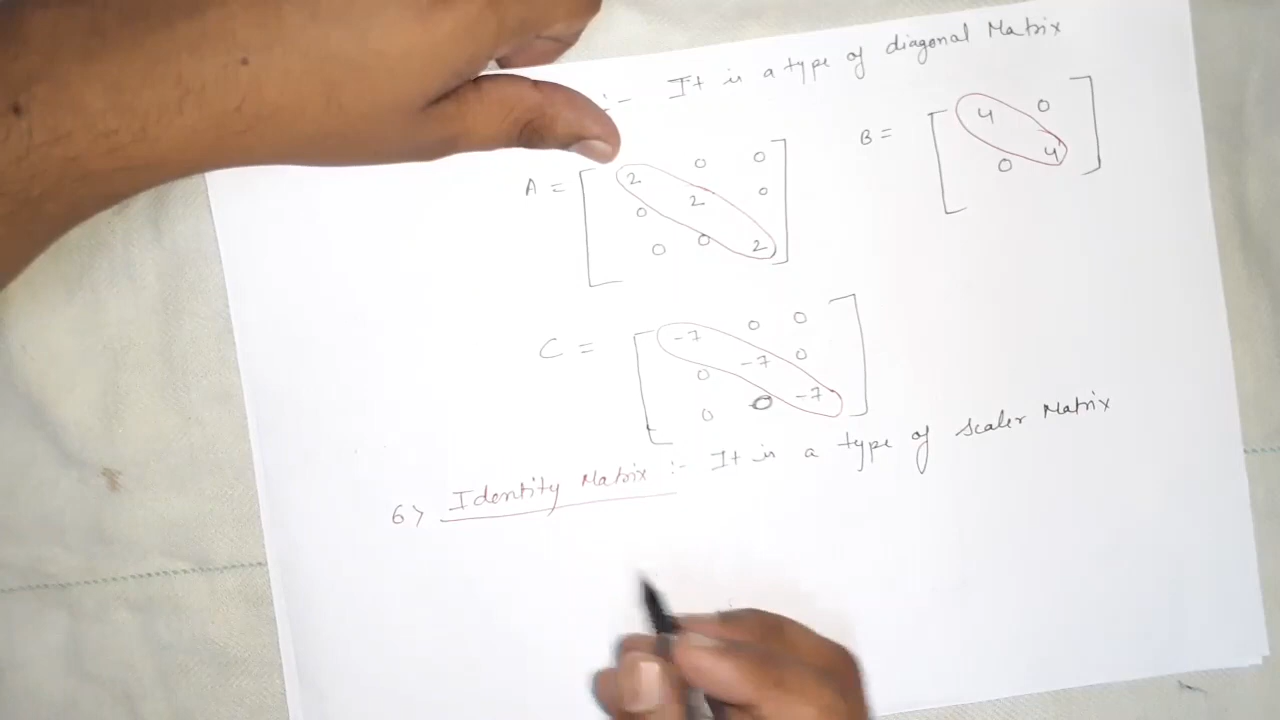 :- It is a type of diagonal Matrix
A = [ 2 0 0
0 2 0
0 0 2 ]
B = [ 4 0
0 4 ]
C = [ -7 0 0
0 -7 0
0 0 -7 ]
6> Identity Matrix :- It is a type of scaler Matrix